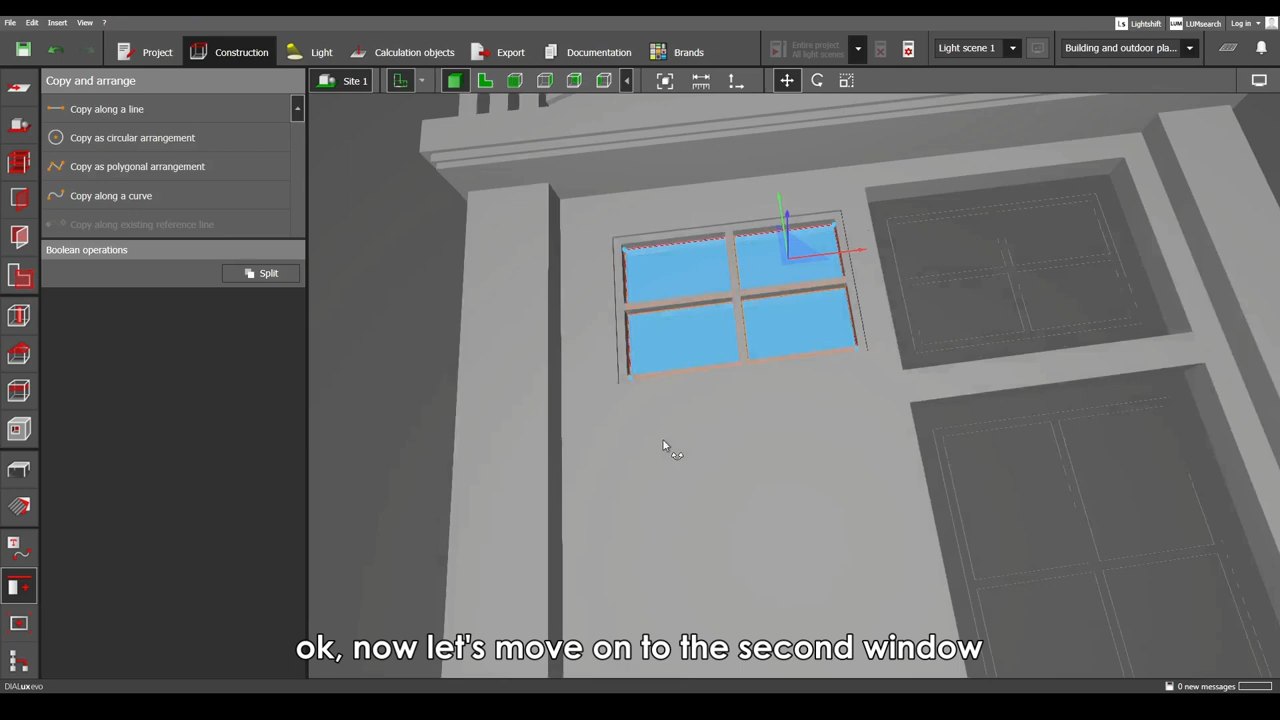 File Edit Insert View ?
Ls Lightshift LUM LUMsearch Log in
Project Construction Light Calculation objects Export Documentation Brands
Entire project
All light scenes
Light scene 1
Building and outdoor pla...
Copy and arrange
Site 1
Copy along a line
Copy as circular arrangement
Copy as polygonal arrangement
Copy along a curve
Copy along existing reference line
Boolean operations
Split
ok, now let's move on to the second window
DIALux evo
0 new messages